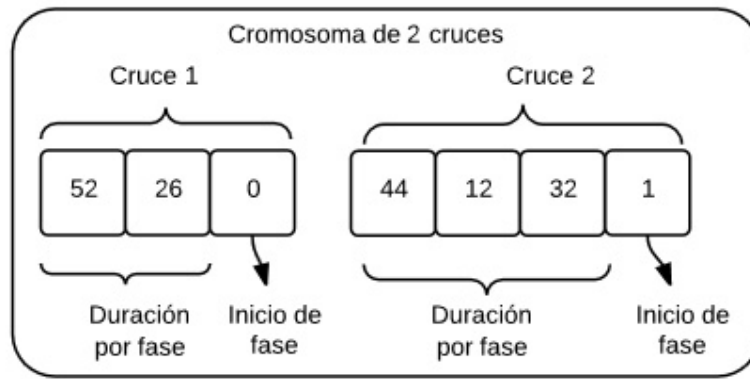 Cromosoma de 2 cruces
Cruce 1
Cruce 2
52 26 0
44 12 32 1
Duración
por fase
Inicio de
fase
Duración
por fase
Inicio de
fase